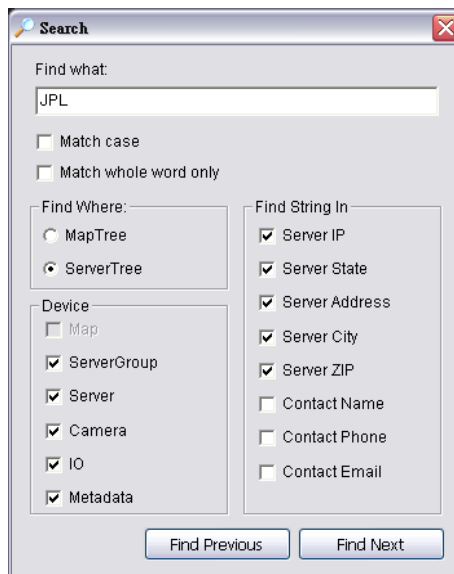 Search
Find what:
JPL
Match case
Match whole word only
Find Where:
MapTree
ServerTree
Device
Map
ServerGroup
Server
Camera
IO
Metadata
Find String In
Server IP
Server State
Server Address
Server City
Server ZIP
Contact Name
Contact Phone
Contact Email
Find Previous
Find Next